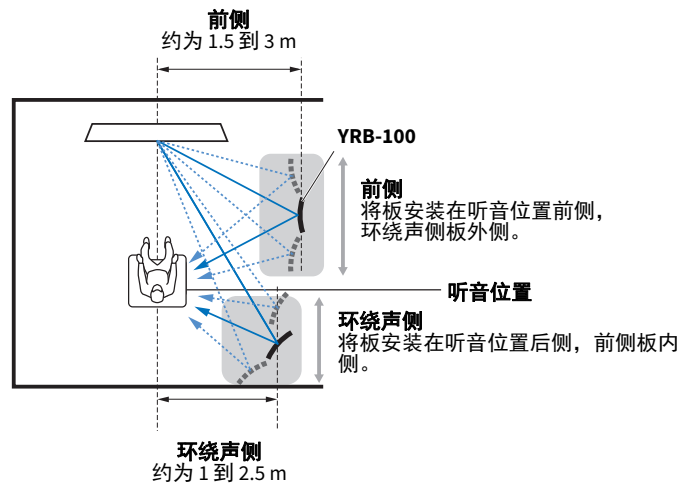 前侧
约为 1.5 到 3 m
YRB-100
前侧
将板安装在听音位置前侧，
环绕声侧板外侧。
听音位置
环绕声侧
将板安装在听音位置后侧，前侧板内
侧。
环绕声侧
约为 1 到 2.5 m